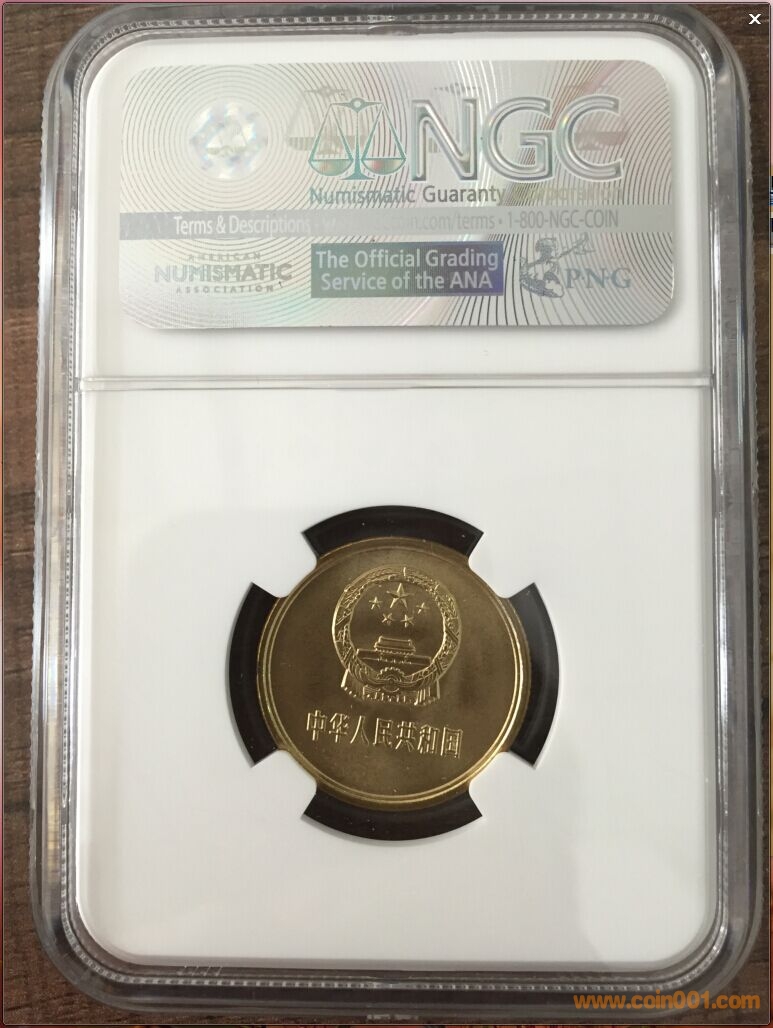 NGC
Numismatic Guaranty Corporation
Terms & Descriptions
.com/terms • 1-800-NGC-COIN
AMERICAN
NUMISMATIC
ASSOCIATION
The Official Grading
Service of the ANA
PNG
中华人民共和国
www.coin001.com